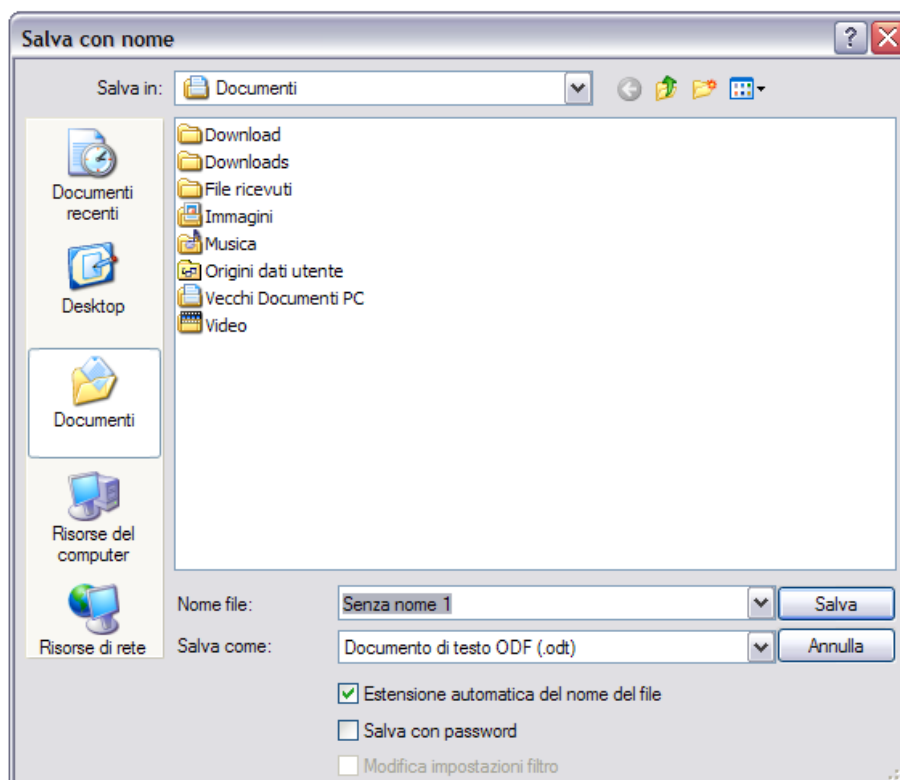 Salva con nome
Salva in: Documenti
Documenti
recenti
Desktop
Documenti
Risorse del
computer
Risorse di rete
Download
Downloads
File ricevuti
Immagini
Musica
Origini dati utente
Vecchi Documenti PC
Video
Nome file: Senza nome 1 Salva
Salva come: Documento di testo ODF (.odt) Annulla
Estensione automatica del nome del file
Salva con password
Modifica impostazioni filtro